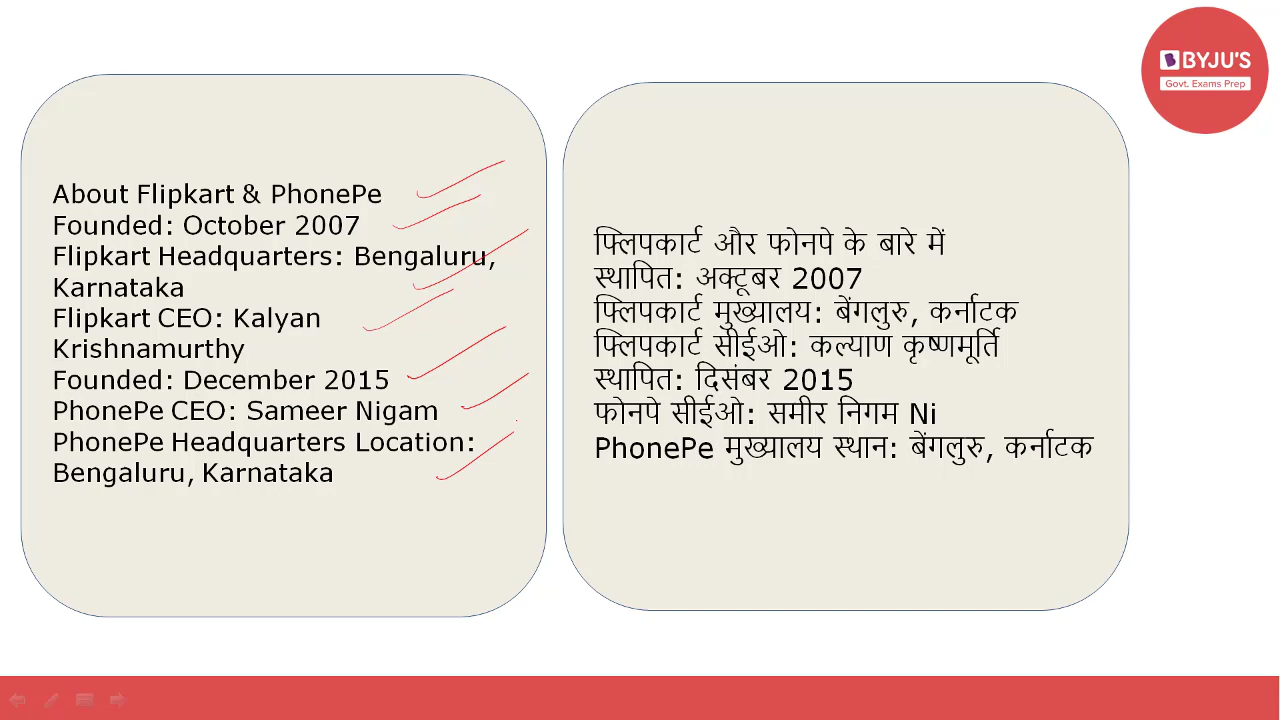 BYJU'S
Govt. Exams Prep
About Flipkart & PhonePe
Founded: October 2007
Flipkart Headquarters: Bengaluru,
Karnataka
Flipkart CEO: Kalyan
Krishnamurthy
Founded: December 2015
PhonePe CEO: Sameer Nigam
PhonePe Headquarters Location:
Bengaluru, Karnataka
फ्लिपकार्ट और फोनपे के बारे में
स्थापित: अक्टूबर 2007
फ्लिपकार्ट मुख्यालय: बेंगलुरु, कर्नाटक
फ्लिपकार्ट सीईओ: कल्याण कृष्णमूर्ति
स्थापित: दिसंबर 2015
फोनपे सीईओ: समीर निगम Ni
PhonePe मुख्यालय स्थान: बेंगलुरु, कर्नाटक